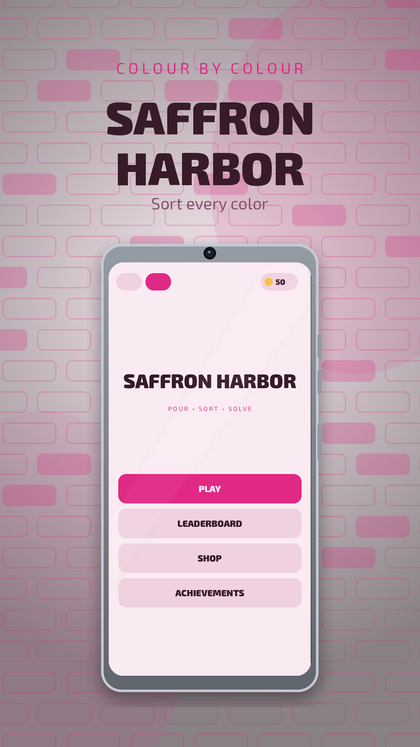 COLOUR BY COLOUR
SAFFRON
HARBOR
Sort every color
50
SAFFRON HARBOR
POUR • SORT • SOLVE
PLAY
LEADERBOARD
SHOP
ACHIEVEMENTS